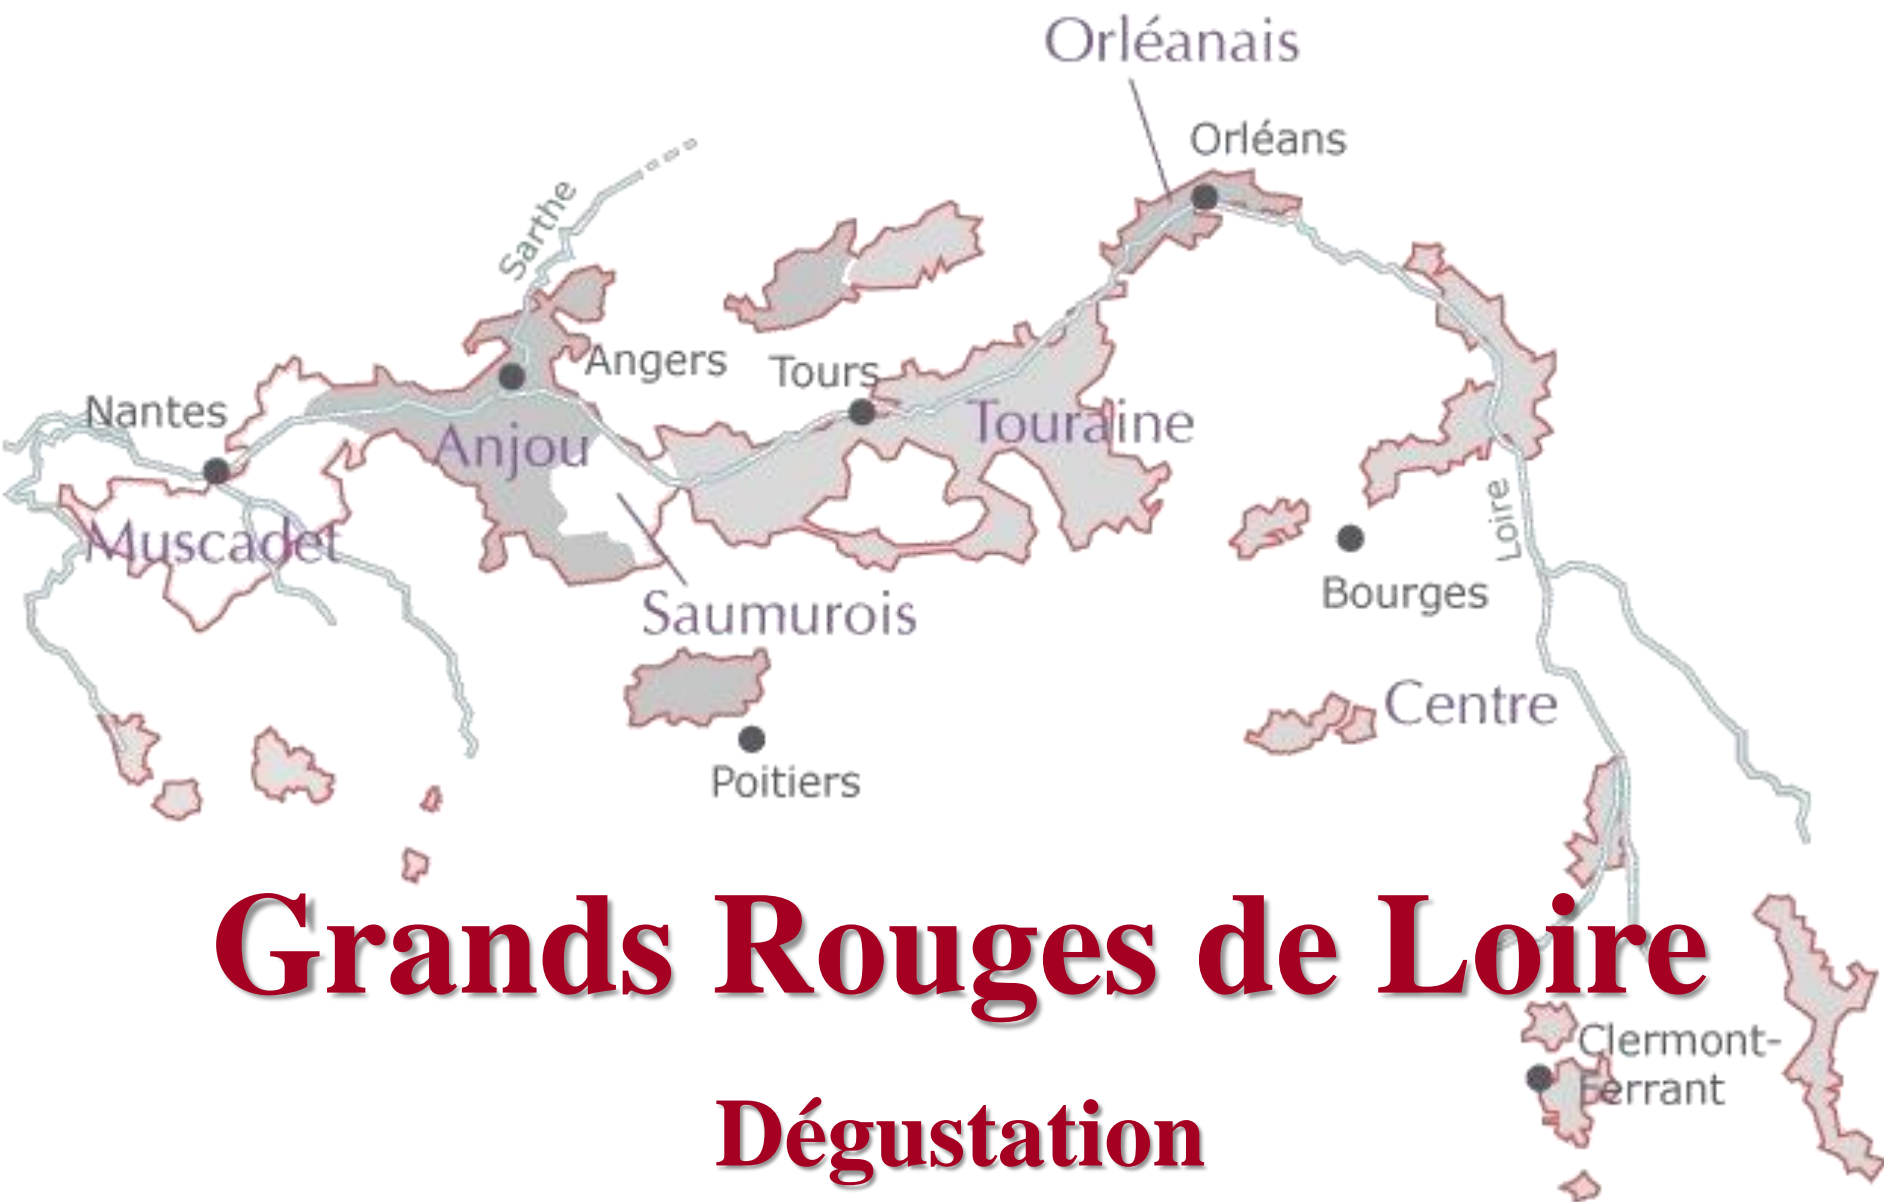 Orléanais
Orléans
Sarthe
Angers
Tours
Nantes
Anjou
Touraine
Muscadet
Loire
Saumurois
Bourges
Centre
Poitiers
Grands Rouges de Loire
Clermont-
Ferrant
Dégustation